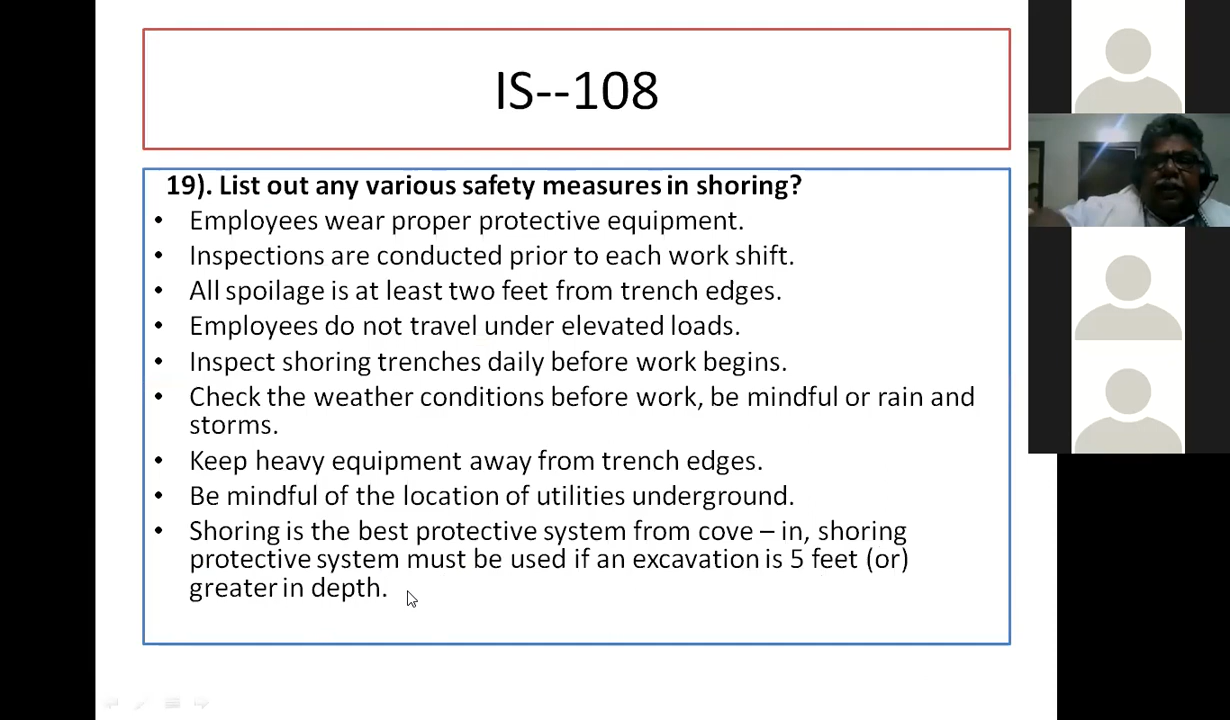 IS--108
19). List out any various safety measures in shoring?
• Employees wear proper protective equipment.
• Inspections are conducted prior to each work shift.
• All spoilage is at least two feet from trench edges.
• Employees do not travel under elevated loads.
• Inspect shoring trenches daily before work begins.
• Check the weather conditions before work, be mindful or rain and
storms.
• Keep heavy equipment away from trench edges.
• Be mindful of the location of utilities underground.
• Shoring is the best protective system from cove – in, shoring
protective system must be used if an excavation is 5 feet (or)
greater in depth.